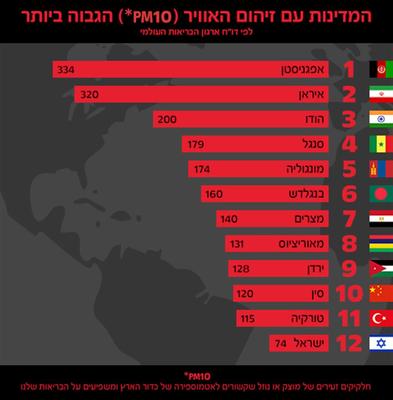 המדינות עם זיהום האוויר (PM10*) הגבוה ביותר
לפי דו"ח ארגון הבריאות העולמי
1 אפגניסטן 334
2 איראן 320
3 הודו 200
4 סנגל 179
5 מונגוליה 174
6 בנגלדש 160
7 מצרים 140
8 מאוריציוס 131
9 ירדן 128
10 סין 120
11 טורקיה 115
12 ישראל 74
*PM10
חלקיקים זעירים של מוצק או נוזל שקשורים לאטמוספירה של כדור הארץ ומשפיעים על הבריאות שלנו